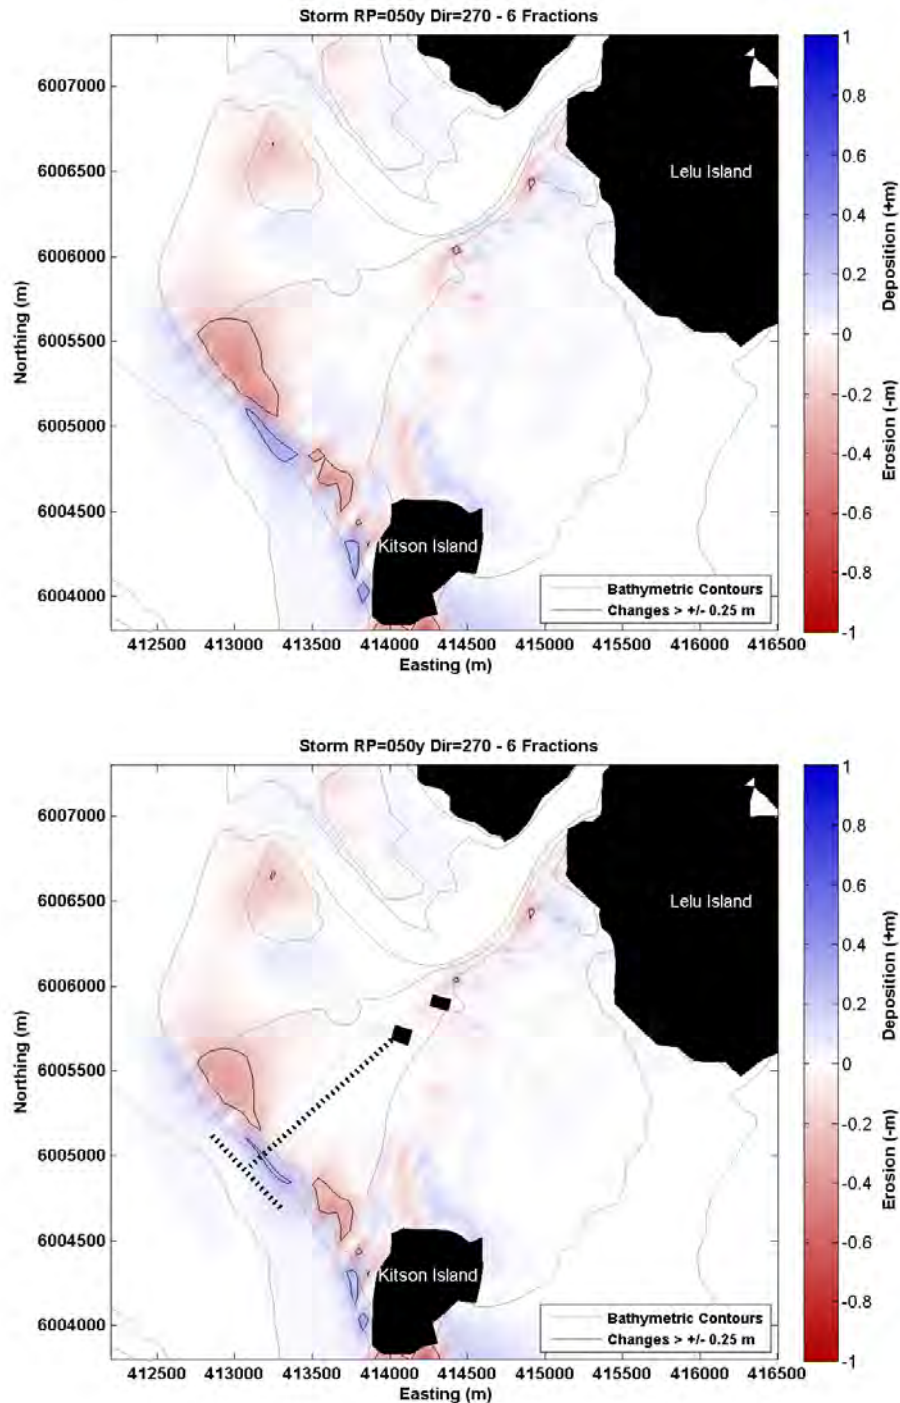 Storm RP=050y Dir=270 - 6 Fractions
6007000
6006500
6006000
6005500
6005000
6004500
6004000
Northing (m)
Lelu Island
Kitson Island
Bathymetric Contours
Changes > +/- 0.25 m
412500 413000 413500 414000 414500 415000 415500 416000 416500
Easting (m)
1
0.8
0.6
0.4
0.2
0
-0.2
-0.4
-0.6
-0.8
-1
Deposition (+m)
Erosion (-m)
Storm RP=050y Dir=270 - 6 Fractions
6007000
6006500
6006000
6005500
6005000
6004500
6004000
Northing (m)
Lelu Island
Kitson Island
Bathymetric Contours
Changes > +/- 0.25 m
412500 413000 413500 414000 414500 415000 415500 416000 416500
Easting (m)
1
0.8
0.6
0.4
0.2
0
-0.2
-0.4
-0.6
-0.8
-1
Deposition (+m)
Erosion (-m)